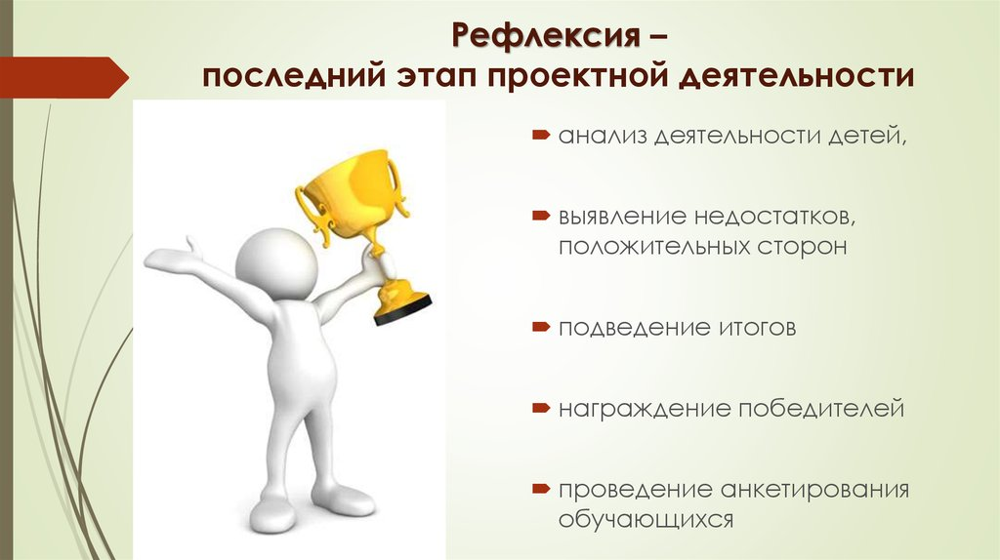 Рефлексия –
последний этап проектной деятельности
анализ деятельности детей,
выявление недостатков,
положительных сторон
подведение итогов
награждение победителей
проведение анкетирования
обучающихся